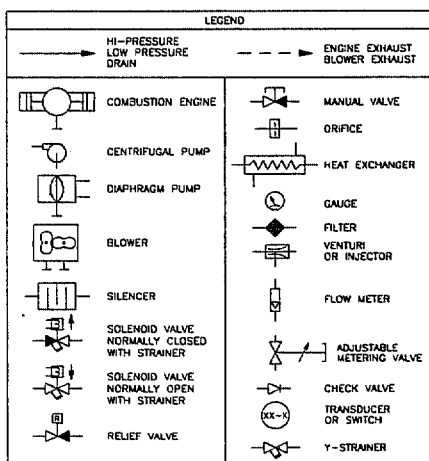 LEGEND
HI-PRESSURE
LOW PRESSURE
DRAIN
ENGINE EXHAUST
BLOWER EXHAUST
COMBUSTION ENGINE
CENTRIFUGAL PUMP
DIAPHRAGM PUMP
BLOWER
SILENCER
SOLENOID VALVE
NORMALLY CLOSED
WITH STRAINER
SOLENOID VALVE
NORMALLY OPEN
WITH STRAINER
R
RELIEF VALVE
MANUAL VALVE
ORIFICE
HEAT EXCHANGER
GAUGE
FILTER
VENTURI
OR INJECTOR
FLOW METER
ADJUSTABLE
METERING VALVE
CHECK VALVE
XX-X
TRANSDUCER
OR SWITCH
Y-STRAINER